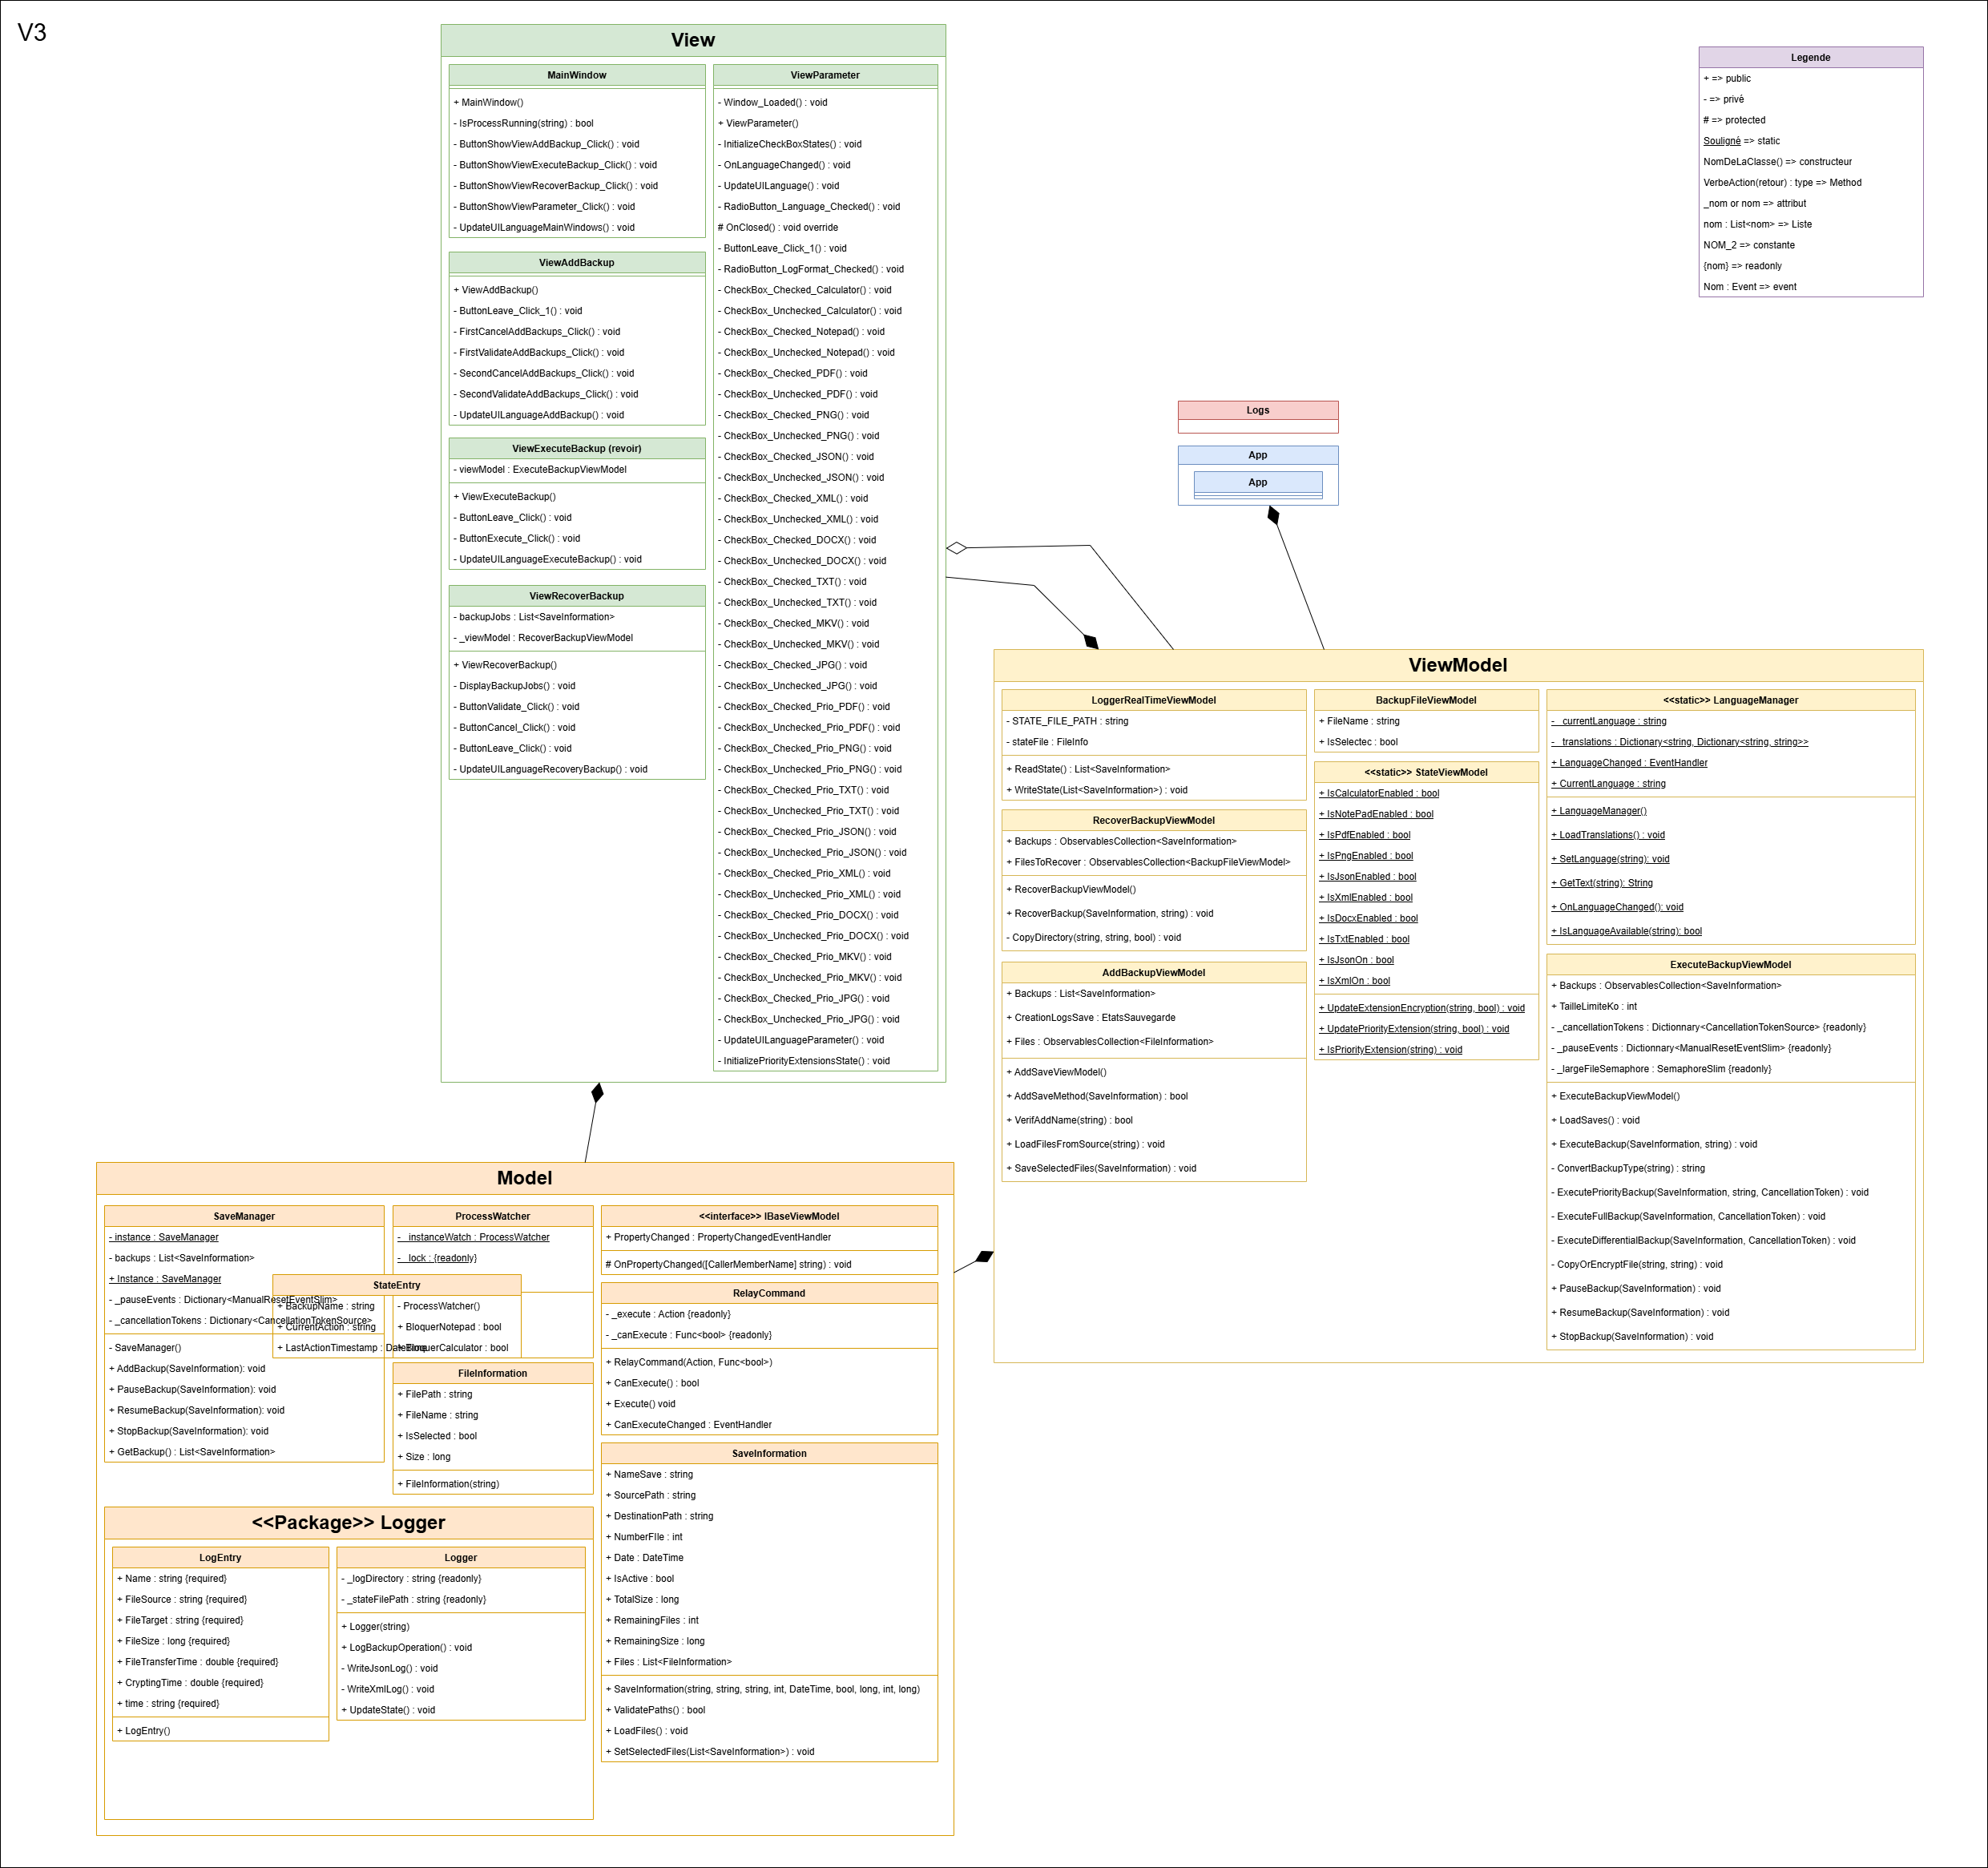 V3
View
MainWindow
+ MainWindow()
- IsProcessRunning(string) : bool
- ButtonShowViewAddBackup_Click() : void
- ButtonShowViewExecuteBackup_Click() : void
- ButtonShowViewRecoverBackup_Click() : void
- ButtonShowViewParameter_Click() : void
- UpdateUILanguageMainWindows() : void
ViewAddBackup
+ ViewAddBackup()
- ButtonLeave_Click_1() : void
- FirstCancelAddBackups_Click() : void
- FirstValidateAddBackups_Click() : void
- SecondCancelAddBackups_Click() : void
- SecondValidateAddBackups_Click() : void
- UpdateUILanguageAddBackup() : void
ViewExecuteBackup (revoir)
- viewModel : ExecuteBackupViewModel
+ ViewExecuteBackup()
- ButtonLeave_Click() : void
- ButtonExecute_Click() : void
- UpdateUILanguageExecuteBackup() : void
ViewRecoverBackup
- backupJobs : List<SaveInformation>
- _viewModel : RecoverBackupViewModel
+ ViewRecoverBackup()
- DisplayBackupJobs() : void
- ButtonValidate_Click() : void
- ButtonCancel_Click() : void
- ButtonLeave_Click() : void
- UpdateUILanguageRecoveryBackup() : void
ViewParameter
- Window_Loaded() : void
+ ViewParameter()
- InitializeCheckBoxStates() : void
- OnLanguageChanged() : void
- UpdateUILanguage() : void
- RadioButton_Language_Checked() : void
# OnClosed() : void override
- ButtonLeave_Click_1() : void
- RadioButton_LogFormat_Checked() : void
- CheckBox_Checked_Calculator() : void
- CheckBox_Unchecked_Calculator() : void
- CheckBox_Checked_Notepad() : void
- CheckBox_Unchecked_Notepad() : void
- CheckBox_Checked_PDF() : void
- CheckBox_Unchecked_PDF() : void
- CheckBox_Checked_PNG() : void
- CheckBox_Unchecked_PNG() : void
- CheckBox_Checked_JSON() : void
- CheckBox_Unchecked_JSON() : void
- CheckBox_Checked_XML() : void
- CheckBox_Unchecked_XML() : void
- CheckBox_Checked_DOCX() : void
- CheckBox_Unchecked_DOCX() : void
- CheckBox_Checked_TXT() : void
- CheckBox_Unchecked_TXT() : void
- CheckBox_Checked_MKV() : void
- CheckBox_Unchecked_MKV() : void
- CheckBox_Checked_JPG() : void
- CheckBox_Unchecked_JPG() : void
- CheckBox_Checked_Prio_PDF() : void
- CheckBox_Unchecked_Prio_PDF() : void
- CheckBox_Checked_Prio_PNG() : void
- CheckBox_Unchecked_Prio_PNG() : void
- CheckBox_Checked_Prio_TXT() : void
- CheckBox_Unchecked_Prio_TXT() : void
- CheckBox_Checked_Prio_JSON() : void
- CheckBox_Unchecked_Prio_JSON() : void
- CheckBox_Checked_Prio_XML() : void
- CheckBox_Unchecked_Prio_XML() : void
- CheckBox_Checked_Prio_DOCX() : void
- CheckBox_Unchecked_Prio_DOCX() : void
- CheckBox_Checked_Prio_MKV() : void
- CheckBox_Unchecked_Prio_MKV() : void
- CheckBox_Checked_Prio_JPG() : void
- CheckBox_Unchecked_Prio_JPG() : void
- UpdateUILanguageParameter() : void
- InitializePriorityExtensionsState() : void
Legende
+ => public
- => privé
# => protected
Souligné => static
NomDeLaClasse() => constructeur
VerbeAction(retour) : type => Method
_nom or nom => attribut
nom : List<nom> => Liste
NOM_2 => constante
{nom} => readonly
Nom : Event => event
Logs
App
App
ViewModel
LoggerRealTimeViewModel
- STATE_FILE_PATH : string
- stateFile : FileInfo
+ ReadState() : List<SaveInformation>
+ WriteState(List<SaveInformation>) : void
RecoverBackupViewModel
+ Backups : ObservablesCollection<SaveInformation>
+ FilesToRecover : ObservablesCollection<BackupFileViewModel>
+ RecoverBackupViewModel()
+ RecoverBackup(SaveInformation, string) : void
- CopyDirectory(string, string, bool) : void
AddBackupViewModel
+ Backups : List<SaveInformation>
+ CreationLogsSave : EtatsSauvegarde
+ Files : ObservablesCollection<FileInformation>
+ AddSaveViewModel()
+ AddSaveMethod(SaveInformation) : bool
+ VerifAddName(string) : bool
+ LoadFilesFromSource(string) : void
+ SaveSelectedFiles(SaveInformation) : void
BackupFileViewModel
+ FileName : string
+ IsSelectec : bool
<<static>> StateViewModel
+ IsCalculatorEnabled : bool
+ IsNotePadEnabled : bool
+ IsPdfEnabled : bool
+ IsPngEnabled : bool
+ IsJsonEnabled : bool
+ IsXmlEnabled : bool
+ IsDocxEnabled : bool
+ IsTxtEnabled : bool
+ IsJsonOn : bool
+ IsXmlOn : bool
+ UpdateExtensionEncryption(string, bool) : void
+ UpdatePriorityExtension(string, bool) : void
+ IsPriorityExtension(string) : void
<<static>> LanguageManager
- _currentLanguage : string
- _translations : Dictionary<string, Dictionary<string, string>>
+ LanguageChanged : EventHandler
+ CurrentLanguage : string
+ LanguageManager()
+ LoadTranslations() : void
+ SetLanguage(string): void
+ GetText(string): String
+ OnLanguageChanged(): void
+ IsLanguageAvailable(string): bool
ExecuteBackupViewModel
+ Backups : ObservablesCollection<SaveInformation>
+ TailleLimiteKo : int
- _cancellationTokens : Dictionnary<CancellationTokenSource> {readonly}
- _pauseEvents : Dictionnary<ManualResetEventSlim> {readonly}
- _largeFileSemaphore : SemaphoreSlim {readonly}
+ ExecuteBackupViewModel()
+ LoadSaves() : void
+ ExecuteBackup(SaveInformation, string) : void
- ConvertBackupType(string) : string
- ExecutePriorityBackup(SaveInformation, string, CancellationToken) : void
- ExecuteFullBackup(SaveInformation, CancellationToken) : void
- ExecuteDifferentialBackup(SaveInformation, CancellationToken) : void
- CopyOrEncryptFile(string, string) : void
+ PauseBackup(SaveInformation) : void
+ ResumeBackup(SaveInformation) : void
+ StopBackup(SaveInformation) : void
Model
SaveManager
- instance : SaveManager
- backups : List<SaveInformation>
+ Instance : SaveManager
- _pauseEvents : Dictionary<ManualResetEventSlim>
- _cancellationTokens : Dictionary<CancellationTokenSource>
- SaveManager()
+ AddBackup(SaveInformation): void
+ PauseBackup(SaveInformation): void
+ ResumeBackup(SaveInformation): void
+ StopBackup(SaveInformation): void
+ GetBackup() : List<SaveInformation>
StateEntry
+ BackupName : string
+ CurrentAction : string
+ LastActionTimestamp : DateTime
ProcessWatcher
- _instanceWatch : ProcessWatcher
- _lock : {readonly}
- ProcessWatcher()
+ BloquerNotepad : bool
+ BloquerCalculator : bool
FileInformation
+ FilePath : string
+ FileName : string
+ IsSelected : bool
+ Size : long
+ FileInformation(string)
<<interface>> IBaseViewModel
+ PropertyChanged : PropertyChangedEventHandler
# OnPropertyChanged([CallerMemberName] string) : void
RelayCommand
- _execute : Action {readonly}
- _canExecute : Func<bool> {readonly}
+ RelayCommand(Action, Func<bool>)
+ CanExecute() : bool
+ Execute() void
+ CanExecuteChanged : EventHandler
SaveInformation
+ NameSave : string
+ SourcePath : string
+ DestinationPath : string
+ NumberFIle : int
+ Date : DateTime
+ IsActive : bool
+ TotalSize : long
+ RemainingFiles : int
+ RemainingSize : long
+ Files : List<FileInformation>
+ SaveInformation(string, string, string, int, DateTime, bool, long, int, long)
+ ValidatePaths() : bool
+ LoadFiles() : void
+ SetSelectedFiles(List<SaveInformation>) : void
<<Package>> Logger
LogEntry
+ Name : string {required}
+ FileSource : string {required}
+ FileTarget : string {required}
+ FileSize : long {required}
+ FileTransferTime : double {required}
+ CryptingTime : double {required}
+ time : string {required}
+ LogEntry()
Logger
- _logDirectory : string {readonly}
- _stateFilePath : string {readonly}
+ Logger(string)
+ LogBackupOperation() : void
- WriteJsonLog() : void
- WriteXmlLog() : void
+ UpdateState() : void